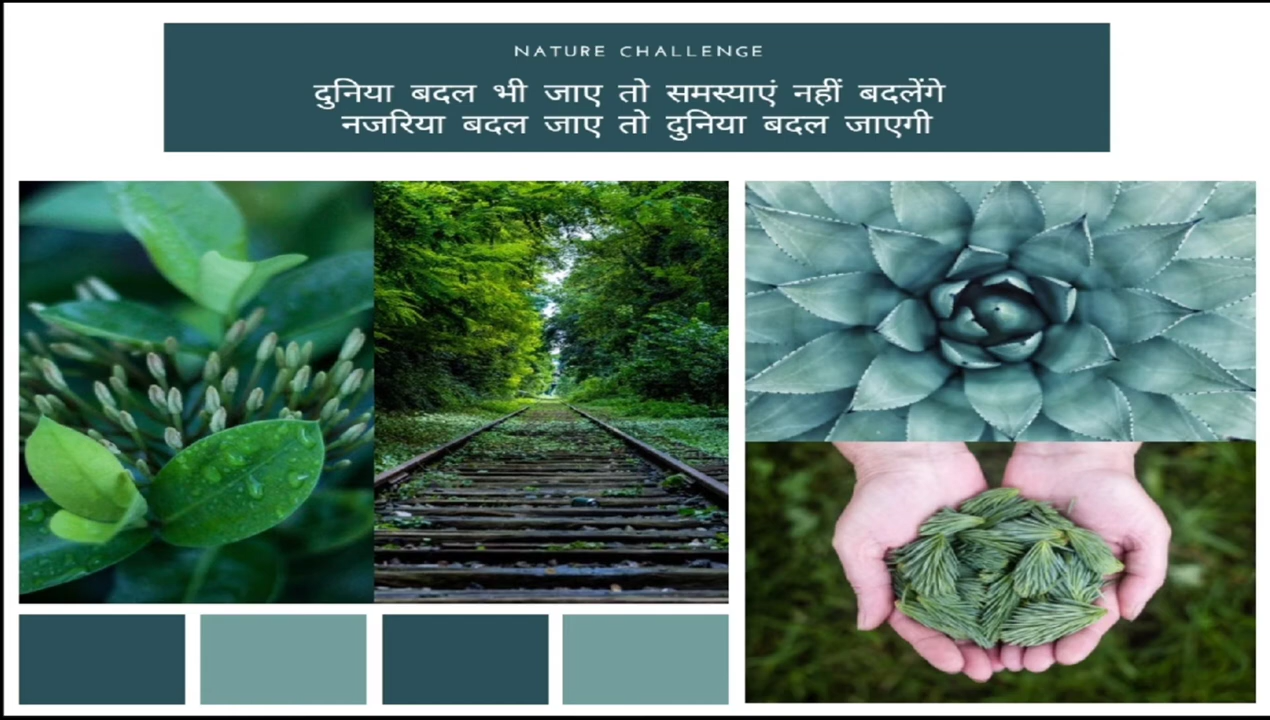 NATURE CHALLENGE
दुनिया बदल भी जाए तो समस्याएं नहीं बदलेंगे
नजरिया बदल जाए तो दुनिया बदल जाएगी